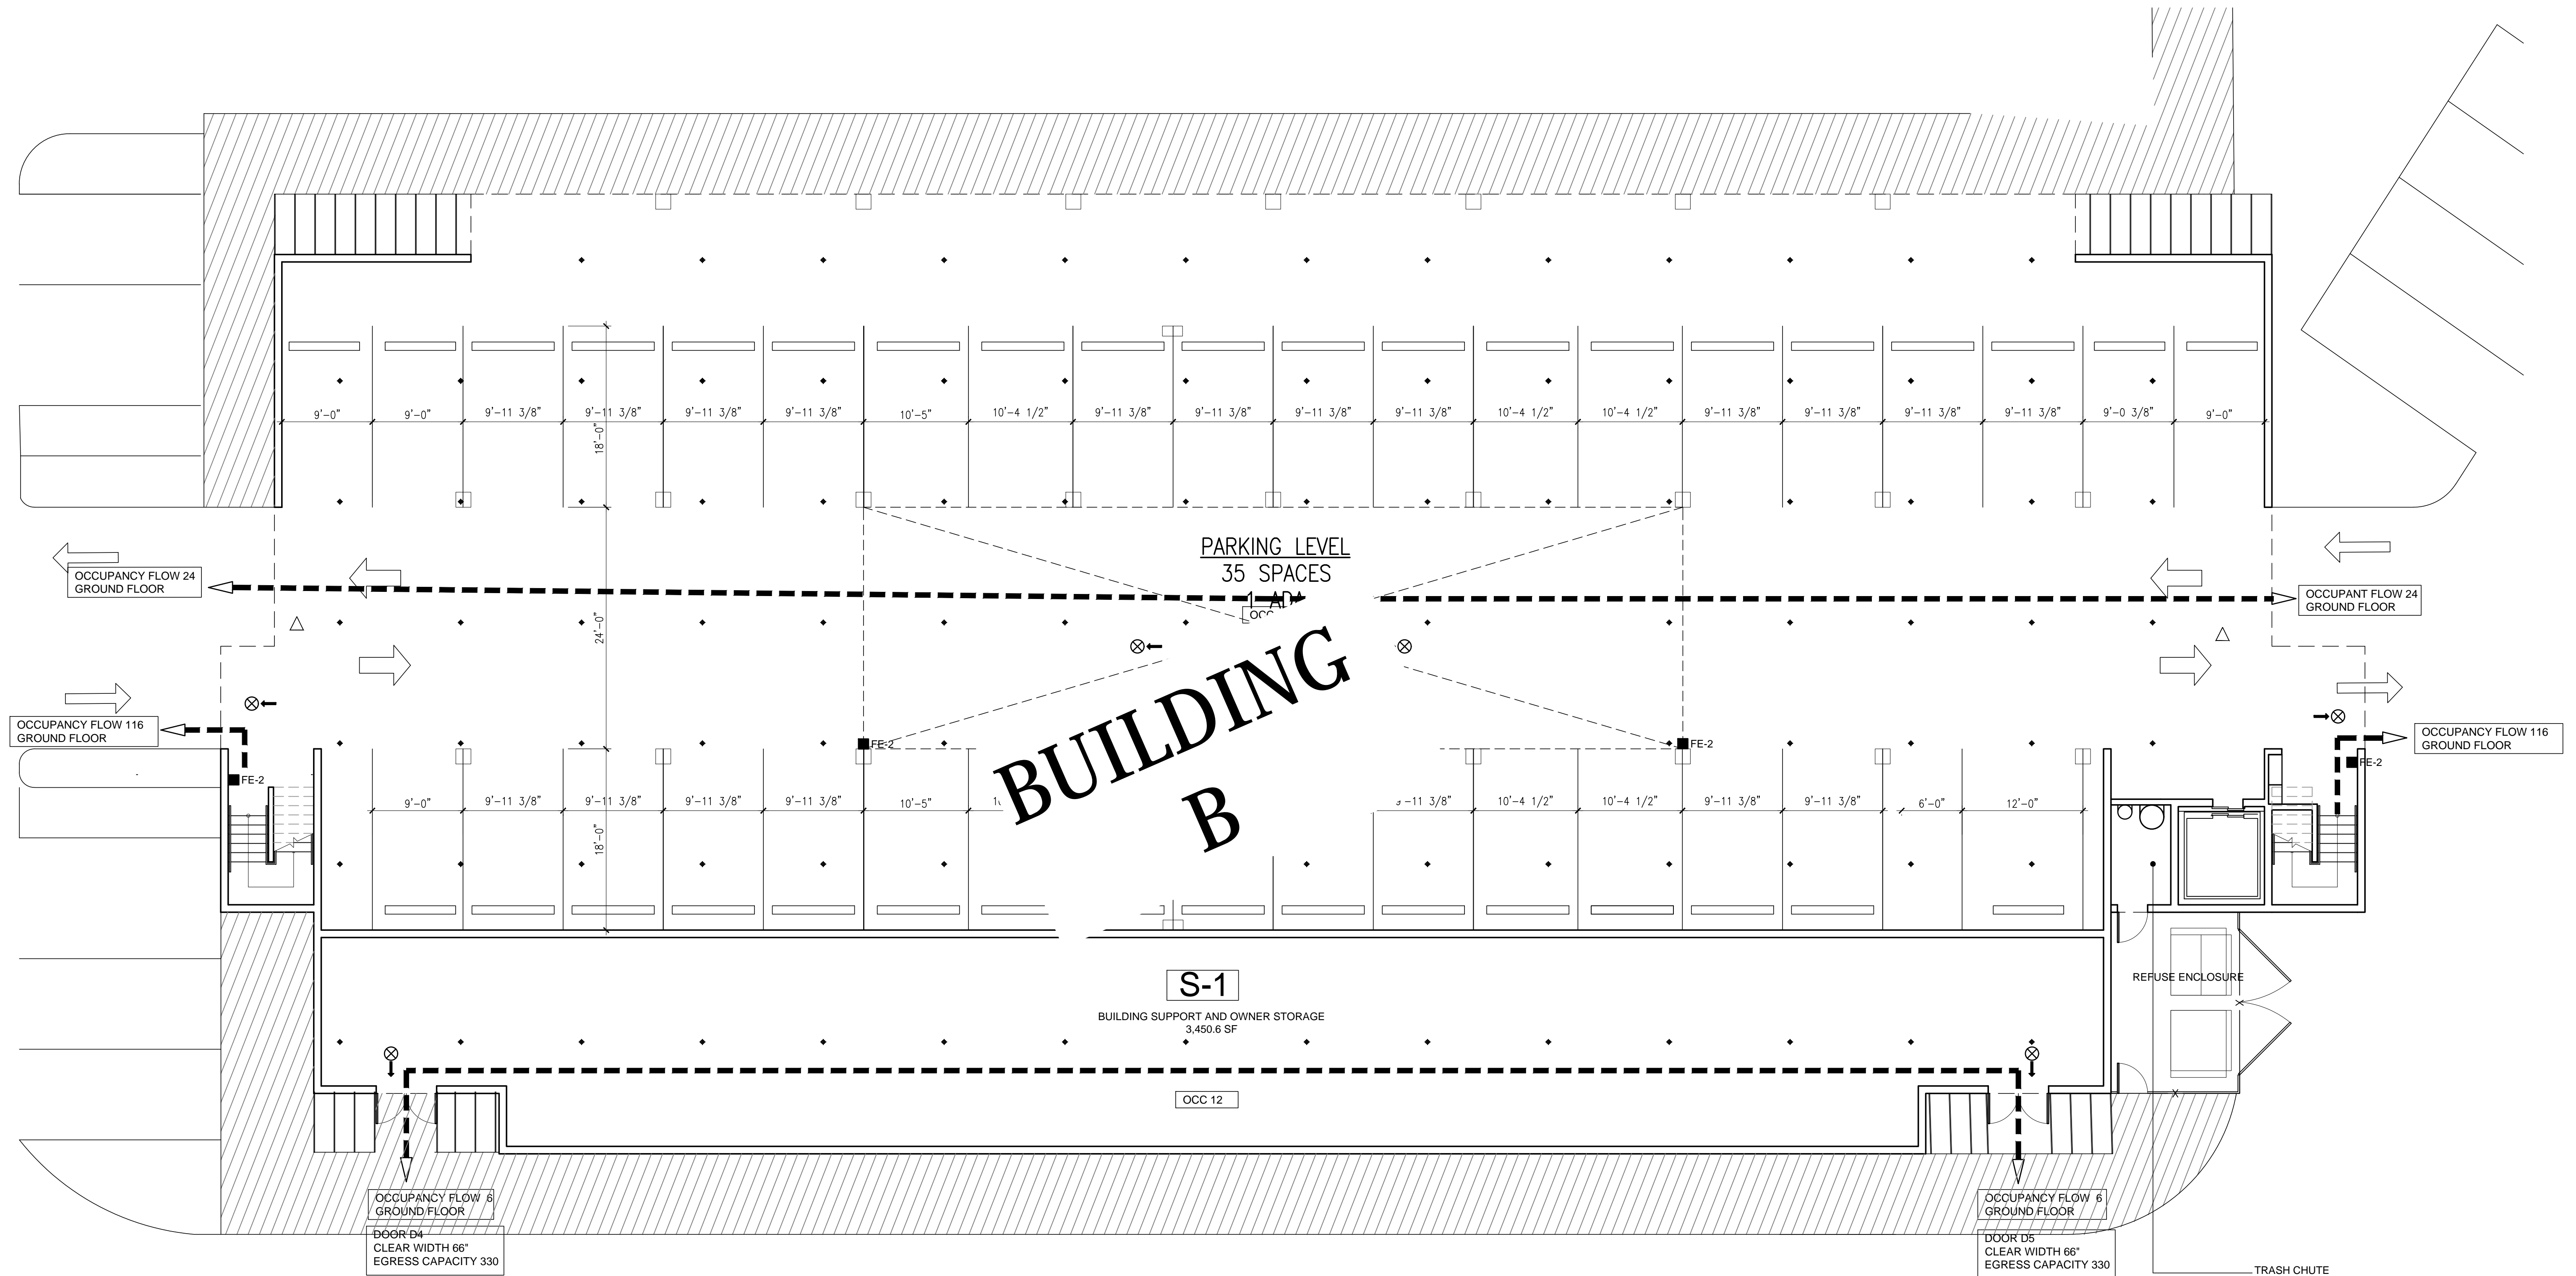 9'-0"
9'-0"
9'-11 3/8"
9'-11 3/8"
9'-11 3/8"
9'-11 3/8"
10'-5"
10'-4 1/2"
9'-11 3/8"
9'-11 3/8"
9'-11 3/8"
9'-11 3/8"
10'-4 1/2"
10'-4 1/2"
9'-11 3/8"
9'-11 3/8"
9'-11 3/8"
9'-11 3/8"
9'-0 3/8"
9'-0"
18'-0"
PARKING LEVEL
35 SPACES
1 ADA
OCCUPANCY FLOW 24
GROUND FLOOR
OCCUPANT FLOW 24
GROUND FLOOR
24'-0"
BUILDING
B
OCCUPANCY FLOW 116
GROUND FLOOR
OCCUPANCY FLOW 116
GROUND FLOOR
FE-2
FE-2
FE-2
FE-2
9'-0"
9'-11 3/8"
9'-11 3/8"
9'-11 3/8"
9'-11 3/8"
10'-5"
-11 3/8"
10'-4 1/2"
10'-4 1/2"
9'-11 3/8"
9'-11 3/8"
6'-0"
12'-0"
18'-0"
S-1
BUILDING SUPPORT AND OWNER STORAGE
3,450.6 SF
REFUSE ENCLOSURE
OCC 12
OCCUPANCY FLOW 6
GROUND FLOOR
DOOR D4
CLEAR WIDTH 66"
EGRESS CAPACITY 330
OCCUPANCY FLOW 6
GROUND FLOOR
DOOR D5
CLEAR WIDTH 66"
EGRESS CAPACITY 330
TRASH CHUTE